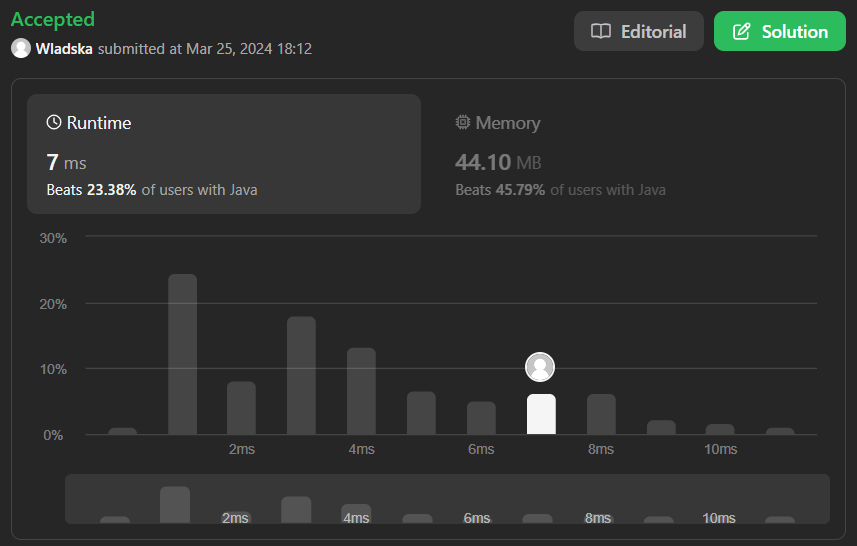 Accepted
Wladska submitted at Mar 25, 2024 18:12
Editorial
Solution
Runtime
7 ms
Beats 23.38% of users with Java
Memory
44.10 MB
Beats 45.79% of users with Java
30%
20%
10%
0%
2ms 4ms 6ms 8ms 10ms
2ms 4ms 6ms 8ms 10ms